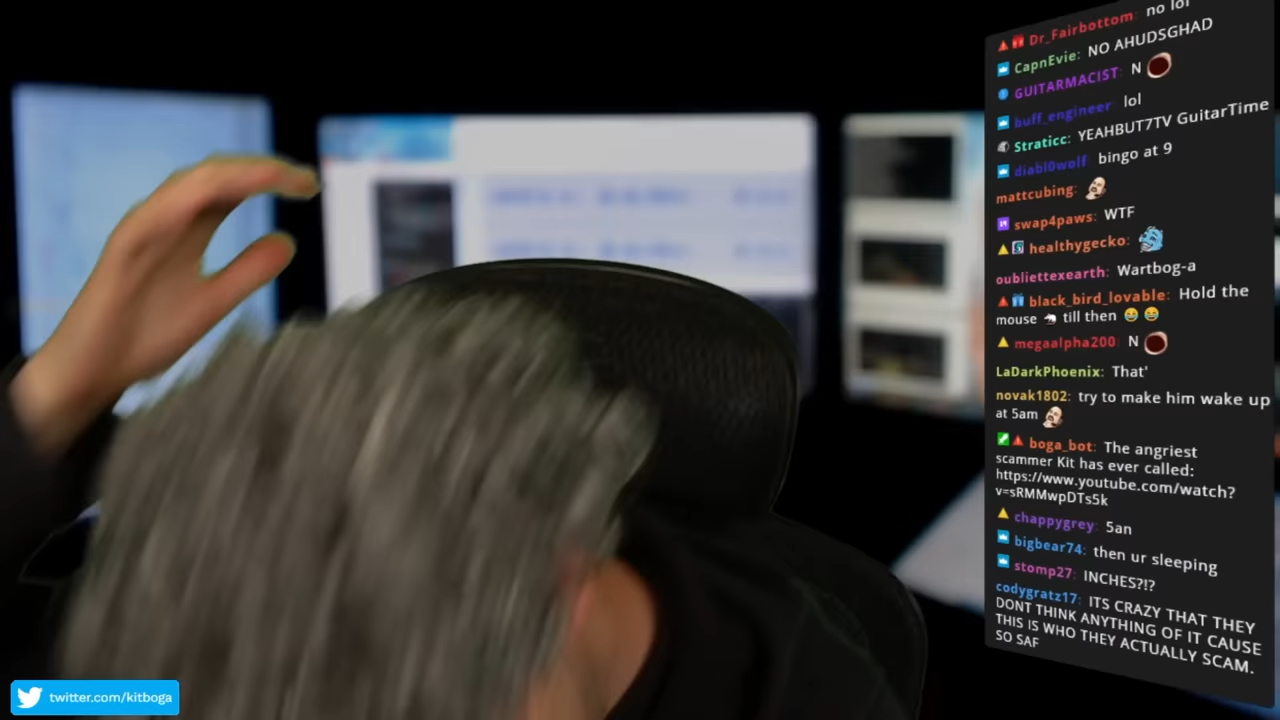 Dr_Fairbottom: no lol
CapnEvie: NO AHUDSGHAD
GUITARMACIST: N
buff_engineer lol
Straticc: YEAHBUT7TV GuitarTime
diabl0wolf bingo at 9
mattcubing:
swap4paws: WTF
healthygecko:
oubliettexearth: Wartbog-a
black_bird_lovable: Hold the
mouse 🐁 till then 😂 😂
megaalpha200: N
LaDarkPhoenix: That'
novak1802: try to make him wake up
at 5am
boga_bot: The angriest
scammer Kit has ever called:
https://www.youtube.com/watch?
v=sRMMwpDTs5k
chappygrey: 5an
bigbear74: then ur sleeping
stomp27: INCHES?!?
codygratz17: ITS CRAZY THAT THEY
DONT THINK ANYTHING OF IT CAUSE
THIS IS WHO THEY ACTUALLY SCAM.
SO SAF
twitter.com/kitboga